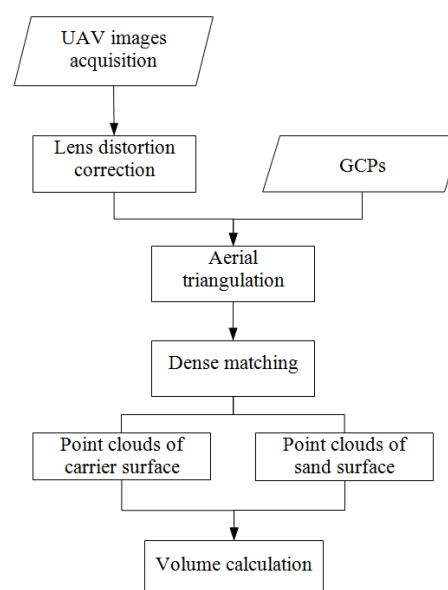 UAV images
acquisition
Lens distortion
correction
GCPs
Aerial
triangulation
Dense matching
Point clouds of
carrier surface
Point clouds of
sand surface
Volume calculation